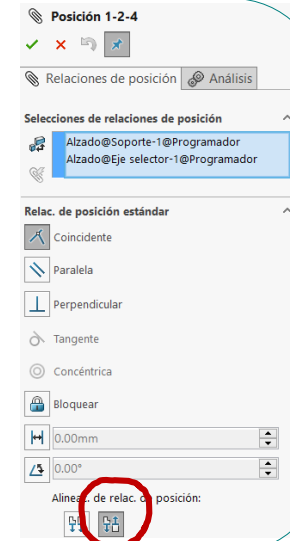 Posición 1-2-4
Relaciones de posición Análisis
Selecciones de relaciones de posición
Alzado@Soporte-1@Programador
Alzado@Eje selector-1@Programador
Relac. de posición estándar
Coincidente
Paralela
Perpendicular
Tangente
Concéntrica
Bloquear
0.00mm
0.00°
Alineac. de relac. de posición: